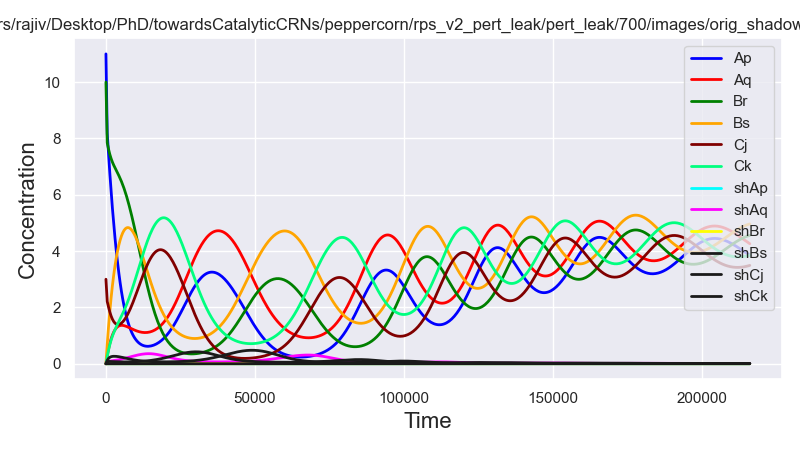 rs/rajiv/Desktop/PhD/towardsCatalyticCRNs/peppercorn/rps_v2_pert_leak/pert_leak/700/images/orig_shadow
Concentration
10
8
6
4
2
0
0 50000 100000 150000 200000
Time
Ap
Aq
Br
Bs
Cj
Ck
shAp
shAq
shBr
shBs
shCj
shCk